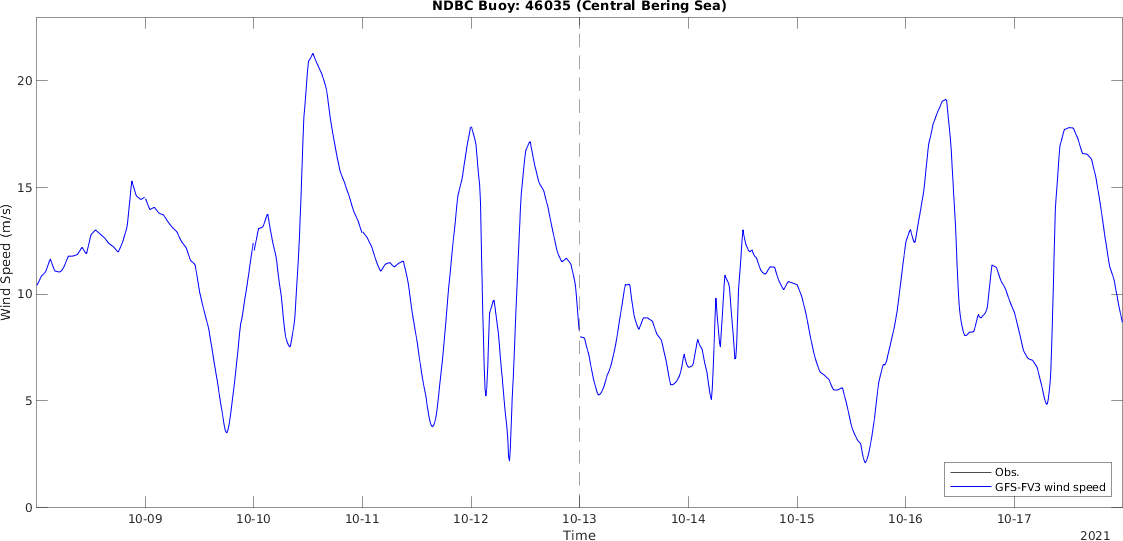 NDBC Buoy: 46035 (Central Bering Sea)
Wind Speed (m/s)
20
15
10
5
0
10-09 10-10 10-11 10-12 10-13 10-14 10-15 10-16 10-17
Time
2021
Obs.
GFS-FV3 wind speed